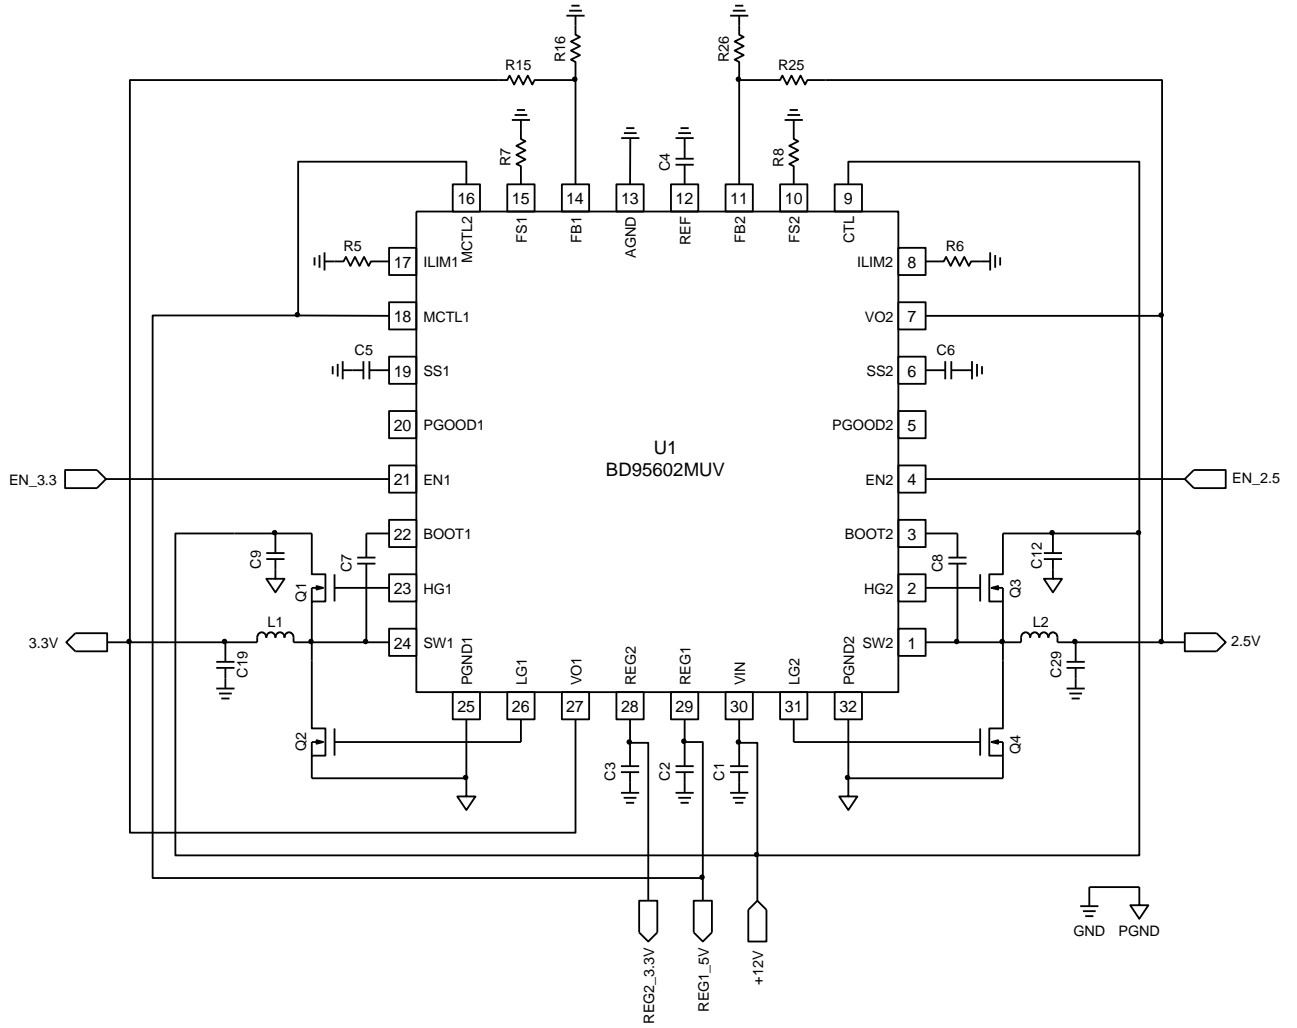 R16
R26
R15
R25
R7
C4
R8
16
15
14
13
12
11
10
9
MCTL2
FS1
FB1
AGND
REF
FB2
FS2
CTL
R5
17
ILIM1
ILIM2
8
R6
18
MCTL1
VO2
7
C5
19
SS1
SS2
6
C6
20
PGOOD1
PGOOD2
5
U1
BD95602MUV
EN_3.3
21
EN1
EN2
4
EN_2.5
22
BOOT1
BOOT2
3
C9
C7
C8
C12
Q1
23
HG1
HG2
2
Q3
3.3V
L1
24
SW1
SW2
1
L2
2.5V
C19
C29
PGND1
LG1
VO1
REG2
REG1
VIN
LG2
PGND2
25
26
27
28
29
30
31
32
Q2
Q4
C3
C2
C1
GND
PGND
REG2_3.3V
REG1_5V
+12V